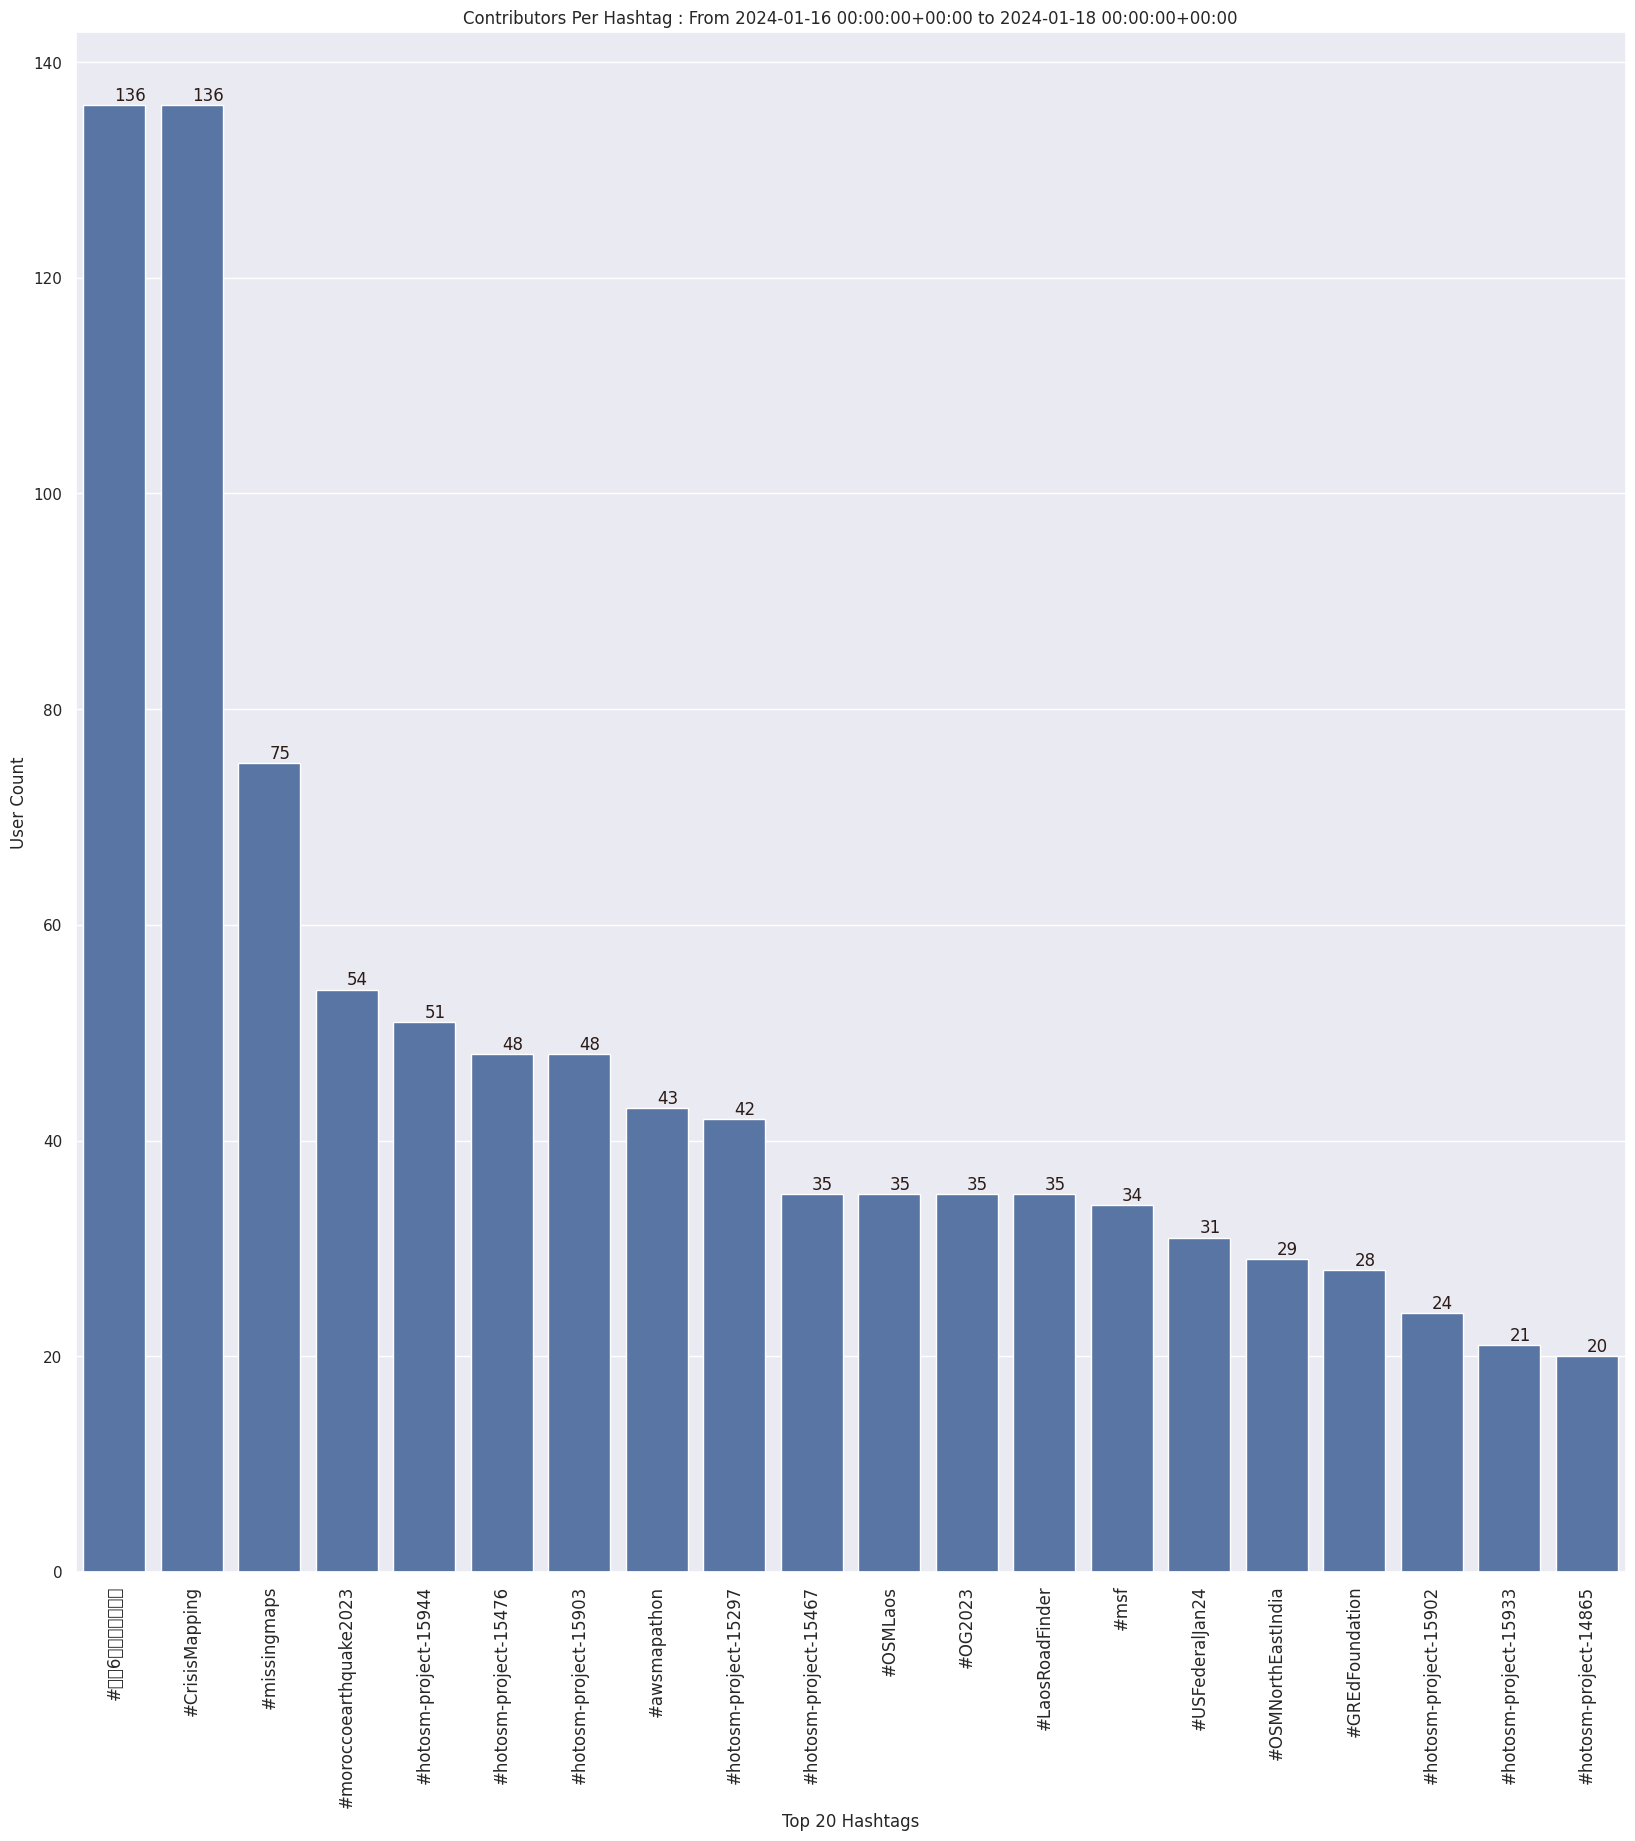 Contributors Per Hashtag : From 2024-01-16 00:00:00+00:00 to 2024-01-18 00:00:00+00:00
User Count
140
120
100
80
60
40
20
0
136
136
75
54
51
48
48
43
42
35
35
35
35
34
31
29
28
24
21
20
#CrisisMapping
#missingmaps
#moroccoearthquake2023
#hotosm-project-15944
#hotosm-project-15476
#hotosm-project-15903
#awsmapathon
#hotosm-project-15297
#hotosm-project-15467
#OSMLaos
#OG2023
#LaosRoadFinder
#msf
#USFederalJan24
#OSMNorthEastIndia
#GREdFoundation
#hotosm-project-15902
#hotosm-project-15933
#hotosm-project-14865
Top 20 Hashtags